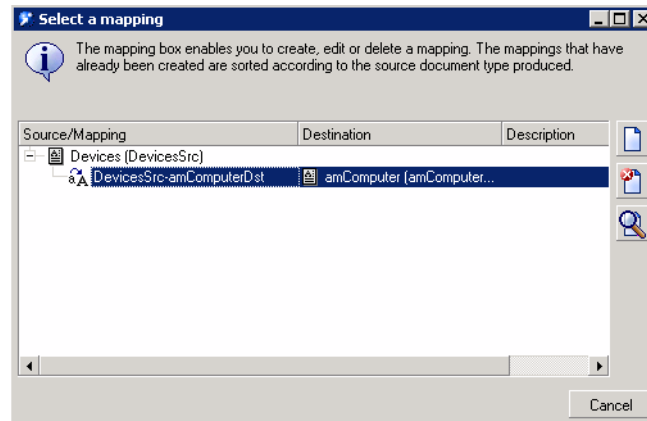 Select a mapping
The mapping box enables you to create, edit or delete a mapping. The mappings that have
already been created are sorted according to the source document type produced.
Source/Mapping Destination Description
Devices (DevicesSrc)
DevicesSrc-amComputerDst amComputer (amComputer...
Cancel